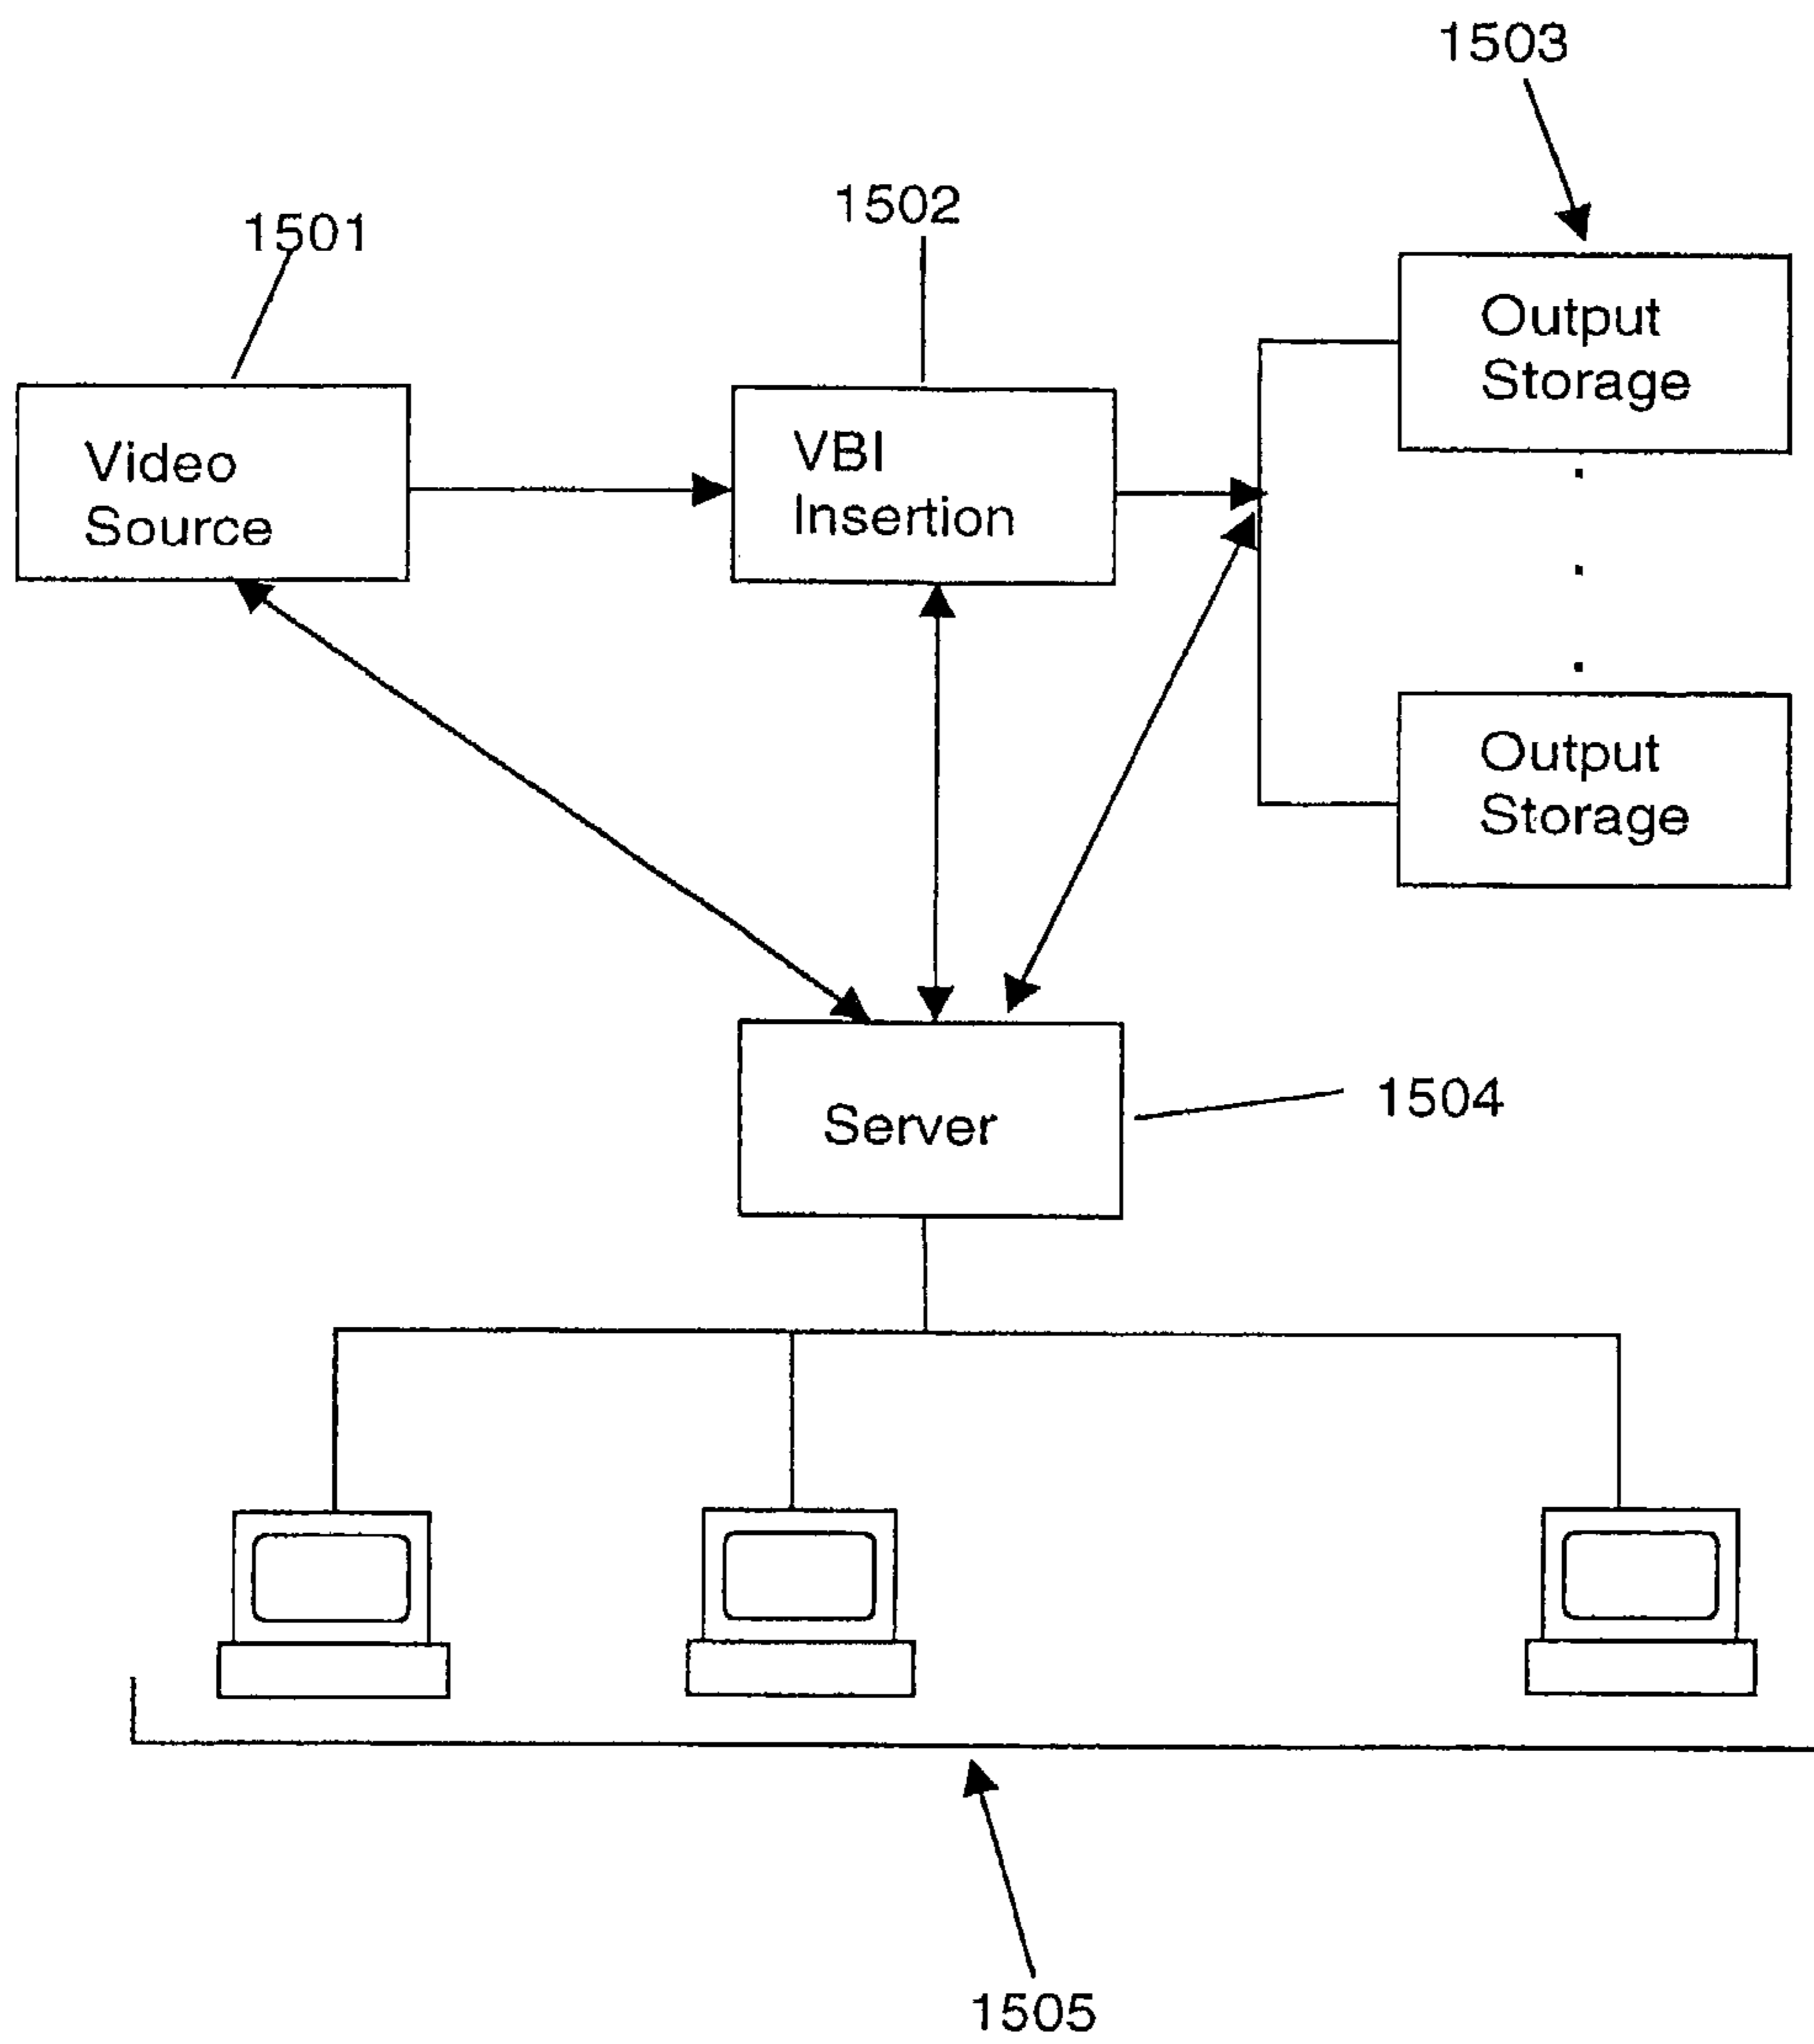 1503
1502
1501
Output
Storage
VBI
Insertion
Video
Source
Output
Storage
Server
1504
1505